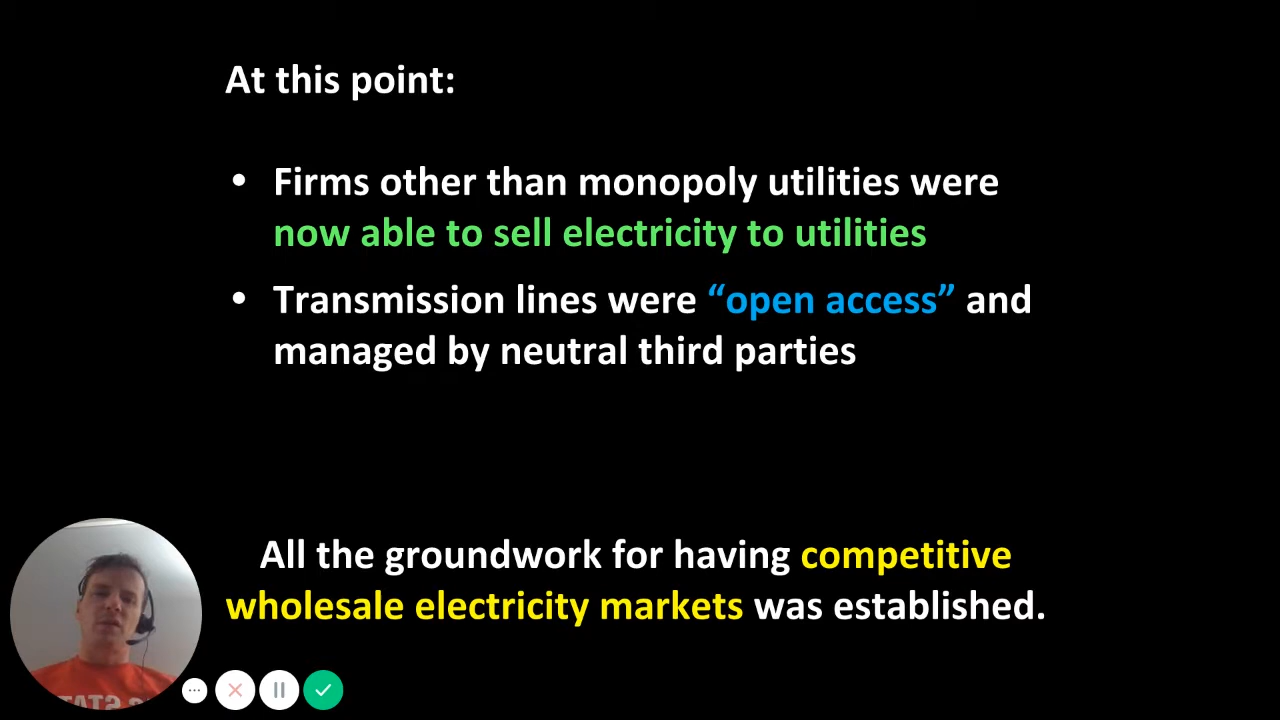 At this point:
• Firms other than monopoly utilities were
now able to sell electricity to utilities
• Transmission lines were “open access” and
managed by neutral third parties
All the groundwork for having competitive
wholesale electricity markets was established.